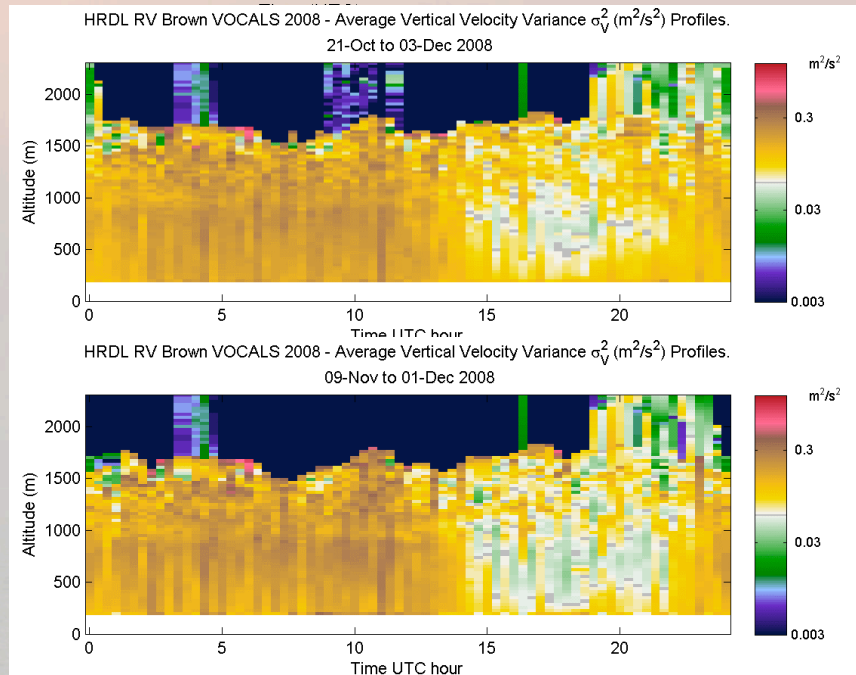 HRDL RV Brown VOCALS 2008 - Average Vertical Velocity Variance σ²V (m²/s²) Profiles.
21-Oct to 03-Dec 2008
m²/s²
2000
1500
1000
500
0
Altitude (m)
0.3
0.03
0.003
0 5 10 15 20
Time UTC hour
HRDL RV Brown VOCALS 2008 - Average Vertical Velocity Variance σ²V (m²/s²) Profiles.
09-Nov to 01-Dec 2008
m²/s²
2000
1500
1000
500
0
Altitude (m)
0.3
0.03
0.003
0 5 10 15 20
Time UTC hour